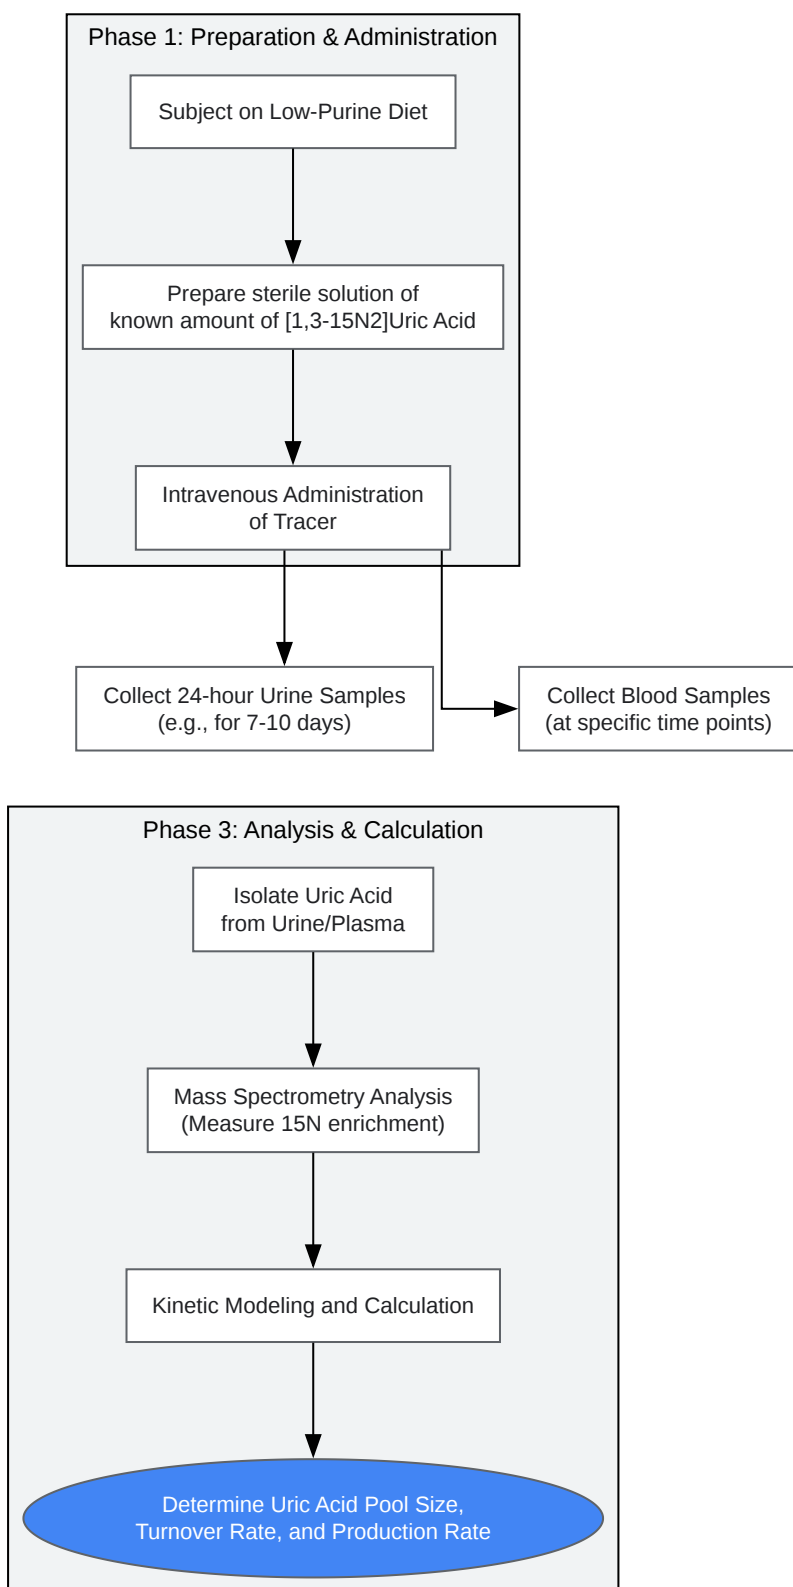 Phase 1: Preparation & Administration
Subject on Low-Purine Diet
Prepare sterile solution of
known amount of [1,3-15N2]Uric Acid
Intravenous Administration
of Tracer
Collect 24-hour Urine Samples
(e.g., for 7-10 days)
Collect Blood Samples
(at specific time points)
Phase 3: Analysis & Calculation
Isolate Uric Acid
from Urine/Plasma
Mass Spectrometry Analysis
(Measure 15N enrichment)
Kinetic Modeling and Calculation
Determine Uric Acid Pool Size,
Turnover Rate, and Production Rate